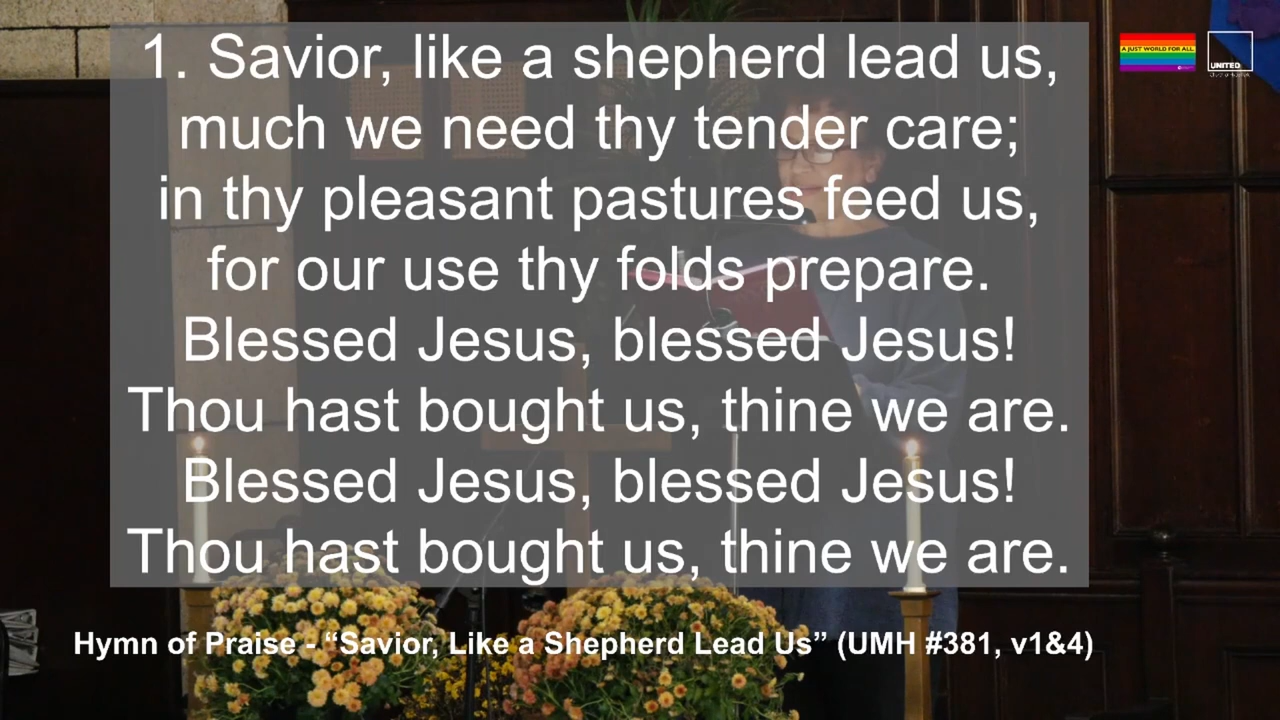 1. Savior, like a shepherd lead us,
much we need thy tender care;
in thy pleasant pastures feed us,
for our use thy folds prepare.
Blessed Jesus, blessed Jesus!
Thou hast bought us, thine we are.
Blessed Jesus, blessed Jesus!
Thou hast bought us, thine we are.
Hymn of Praise - “Savior, Like a Shepherd Lead Us” (UMH #381, v1&4)
A JUST WORLD FOR ALL
UNITED